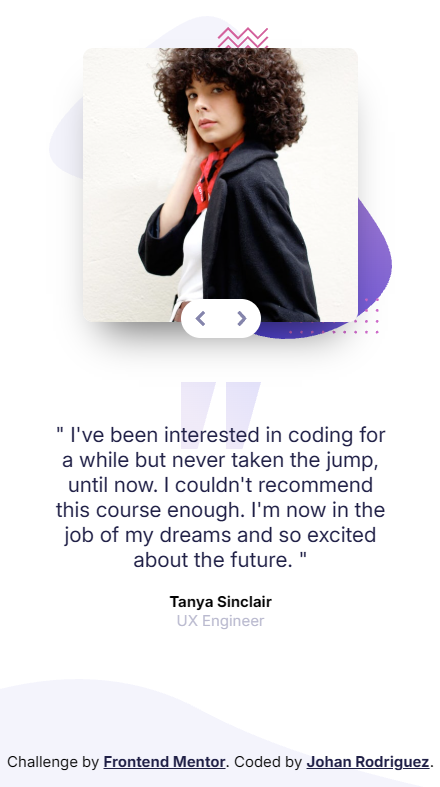 " I've been interested in coding for
a while but never taken the jump,
until now. I couldn't recommend
this course enough. I'm now in the
job of my dreams and so excited
about the future. "
Tanya Sinclair
UX Engineer
Challenge by Frontend Mentor. Coded by Johan Rodriguez.